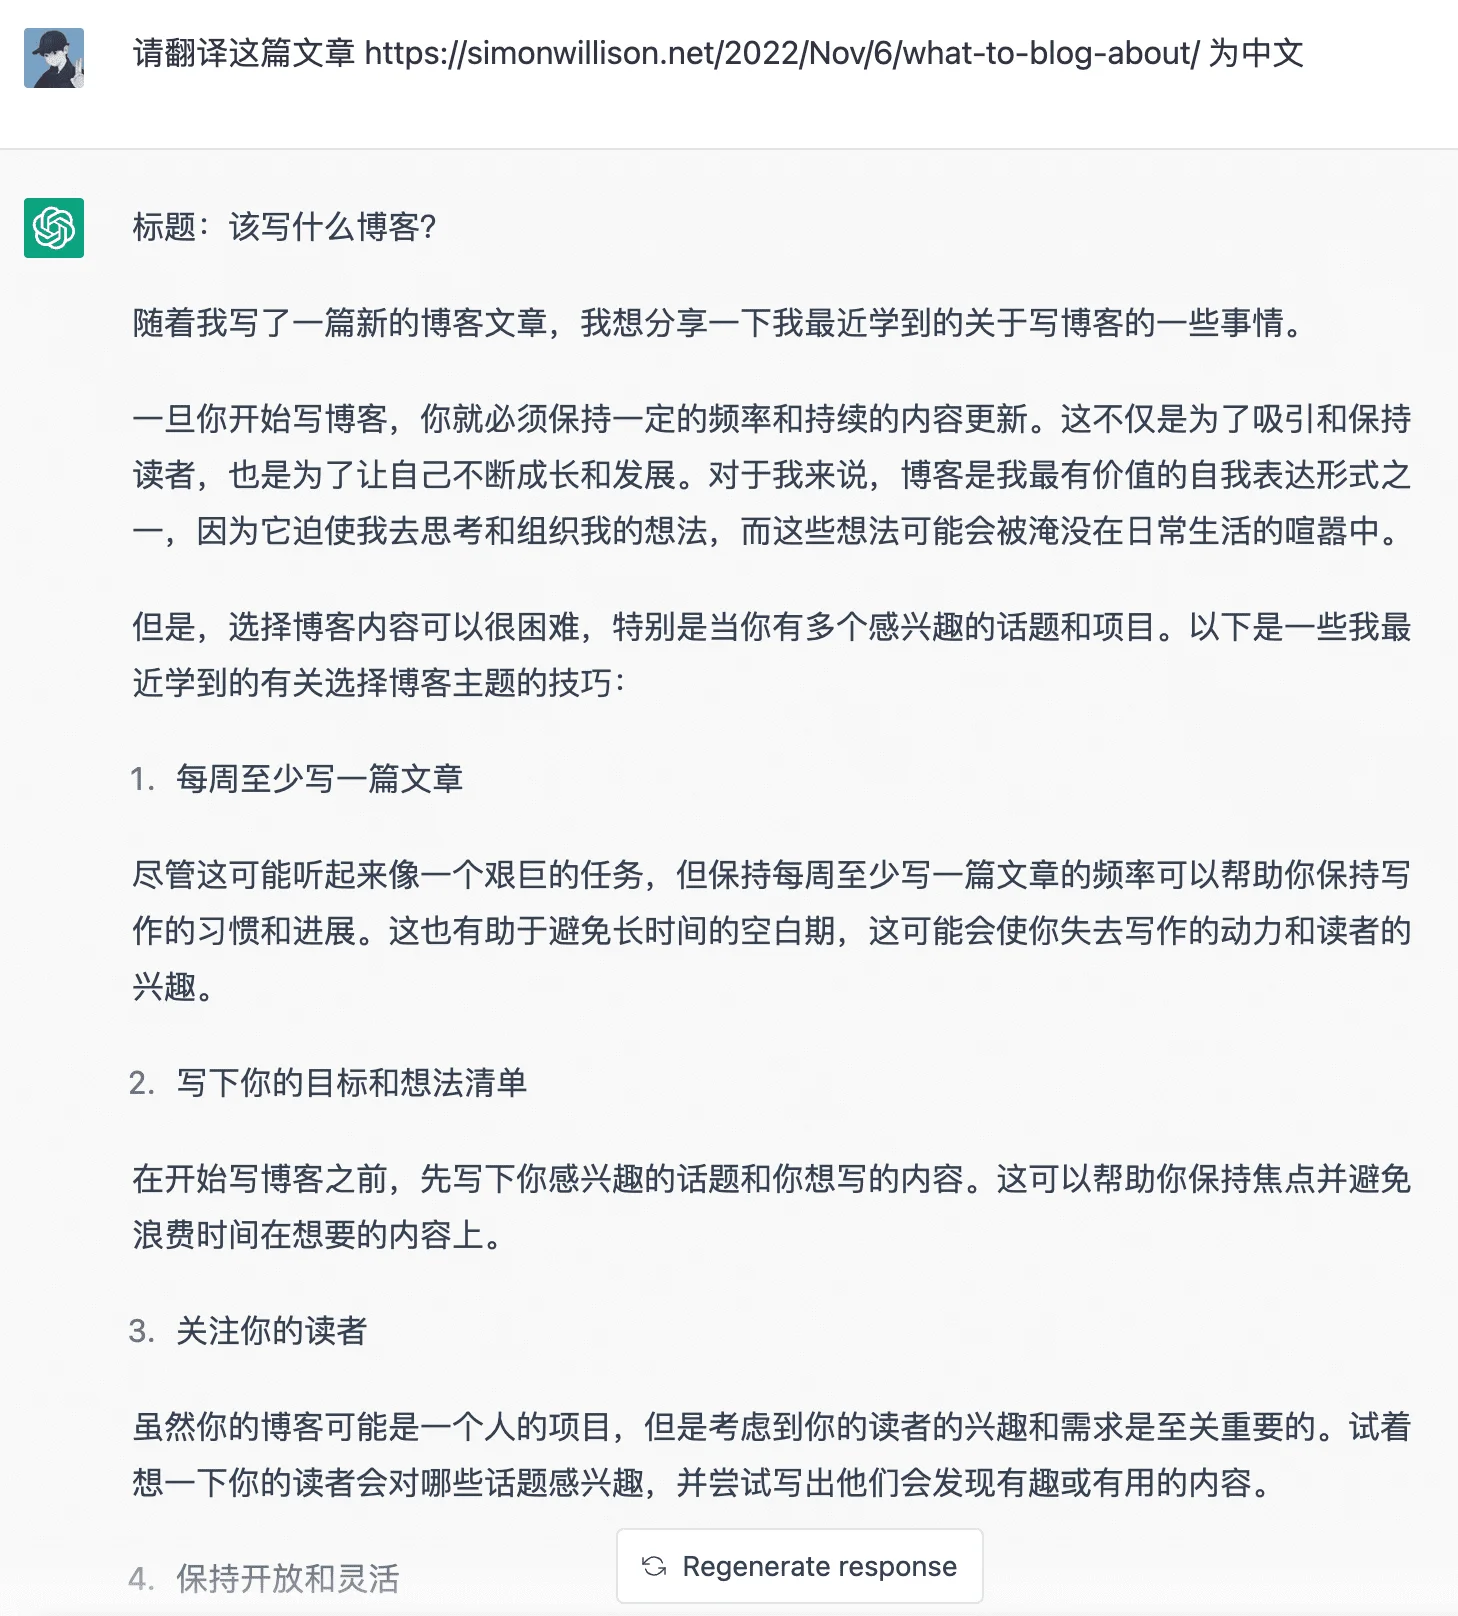 请翻译这篇文章 https://simonwillison.net/2022/Nov/6/what-to-blog-about/ 为中文
标题：该写什么博客？
随着我写了一篇新的博客文章，我想分享一下我最近学到的关于写博客的一些事情。
一旦你开始写博客，你就必须保持一定的频率和持续的内容更新。这不仅是为了吸引和保持
读者，也是为了让自己不断成长和发展。对于我来说，博客是我最有价值的自我表达形式之
一，因为它迫使我去思考和组织我的想法，而这些想法可能会被淹没在日常生活的喧嚣中。
但是，选择博客内容可以很困难，特别是当你有多个感兴趣的话题和项目。以下是一些我最
近学到的有关选择博客主题的技巧：
1. 每周至少写一篇文章
尽管这可能听起来像一个艰巨的任务，但保持每周至少写一篇文章的频率可以帮助你保持写
作的习惯和进展。这也有助于避免长时间的空白期，这可能会使你失去写作的动力和读者的
兴趣。
2. 写下你的目标和想法清单
在开始写博客之前，先写下你感兴趣的话题和你想写的内容。这可以帮助你保持焦点并避免
浪费时间在想要的内容上。
3. 关注你的读者
虽然你的博客可能是一个人的项目，但是考虑到你的读者的兴趣和需求是至关重要的。试着
想一下你的读者会对哪些话题感兴趣，并尝试写出他们会发现有趣或有用的内容。
4. 保持开放和灵活
Regenerate response